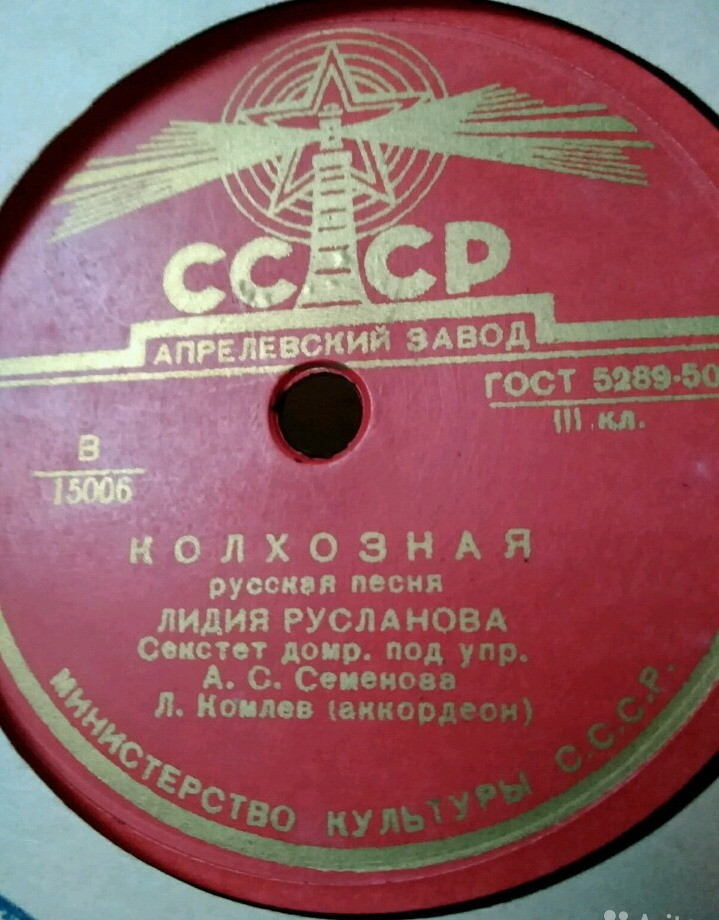 СССР
АПРЕЛЕВСКИЙ ЗАВОД
ГОСТ 5289-50
III кл.
В
15006
КОЛХОЗНАЯ
русская песня
ЛИДИЯ РУСЛАНОВА
Секстет домр. под упр.
А. С. Семенова
Л. Комлев (аккордеон)
МИНИСТЕРСТВО КУЛЬТУРЫ С.С.С.Р.